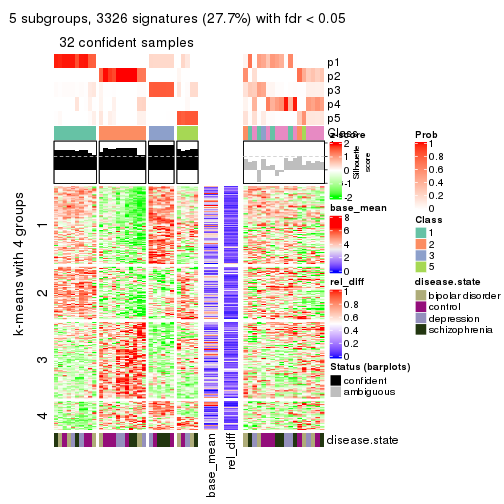 5 subgroups, 3326 signatures (27.7%) with fdr < 0.05
32 confident samples
p1
p2
p3
p4
p5
Class
Silhouette
score
k-means with 4 groups
1
2
3
4
base_mean
rel_diff
disease.state
z-score
2
1
0
-1
-2
base_mean
8
6
4
2
0
rel_diff
1
0.8
0.6
0.4
0.2
0
Status (barplots)
confident
ambiguous
Prob
1
0.8
0.6
0.4
0.2
0
Class
1
2
3
5
disease.state
bipolar disorder
control
depression
schizophrenia